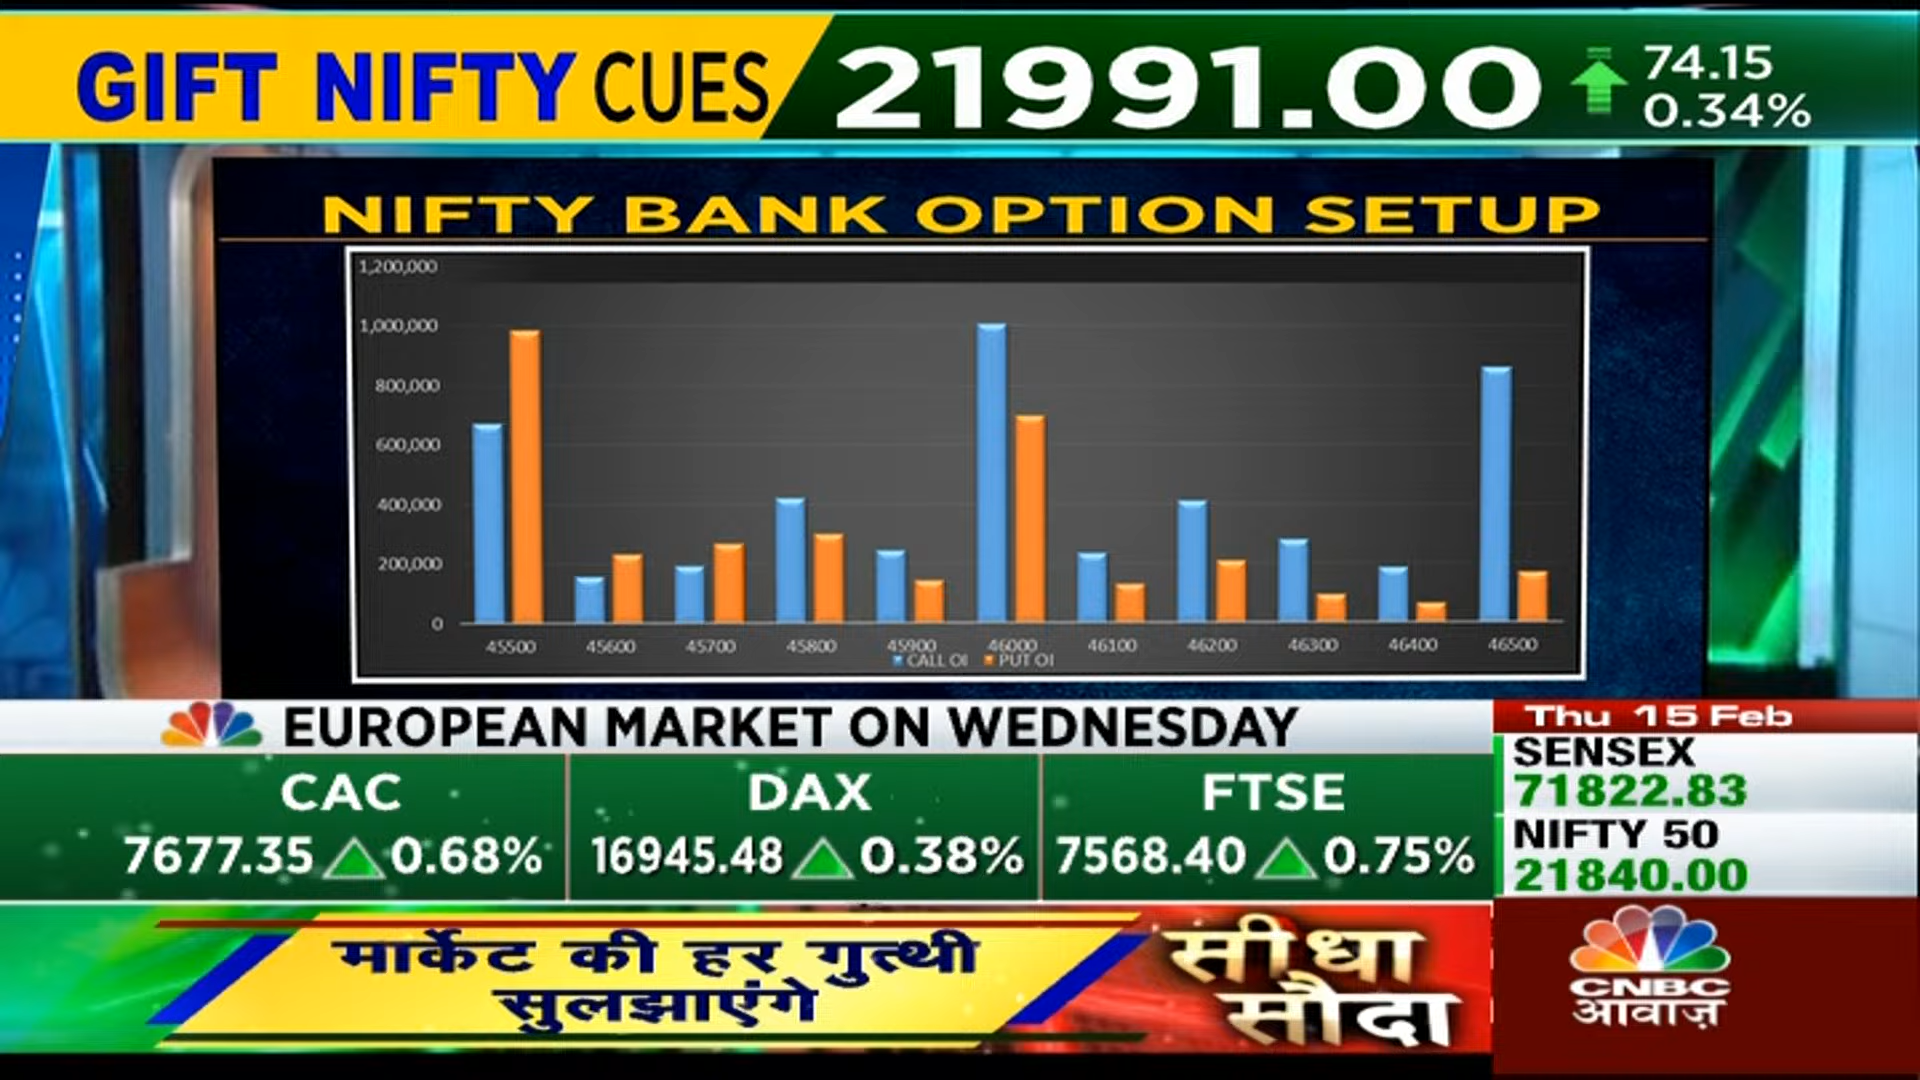 GIFT NIFTY CUES 21991.00 74.15
0.34%
NIFTY BANK OPTION SETUP
1,200,000
1,000,000
800,000
600,000
400,000
200,000
0
45500 45600 45700 45800 45900 46000 46100 46200 46300 46400 46500
CALL OI PUT OI
EUROPEAN MARKET ON WEDNESDAY
CAC
7677.35 0.68%
DAX
16945.48 0.38%
FTSE
7568.40 0.75%
Thu 15 Feb
SENSEX
71822.83
NIFTY 50
21840.00
मार्केट की हर गुत्थी
सुलझाएंगे
सीधा
सौदा
CNBC
आवाज़